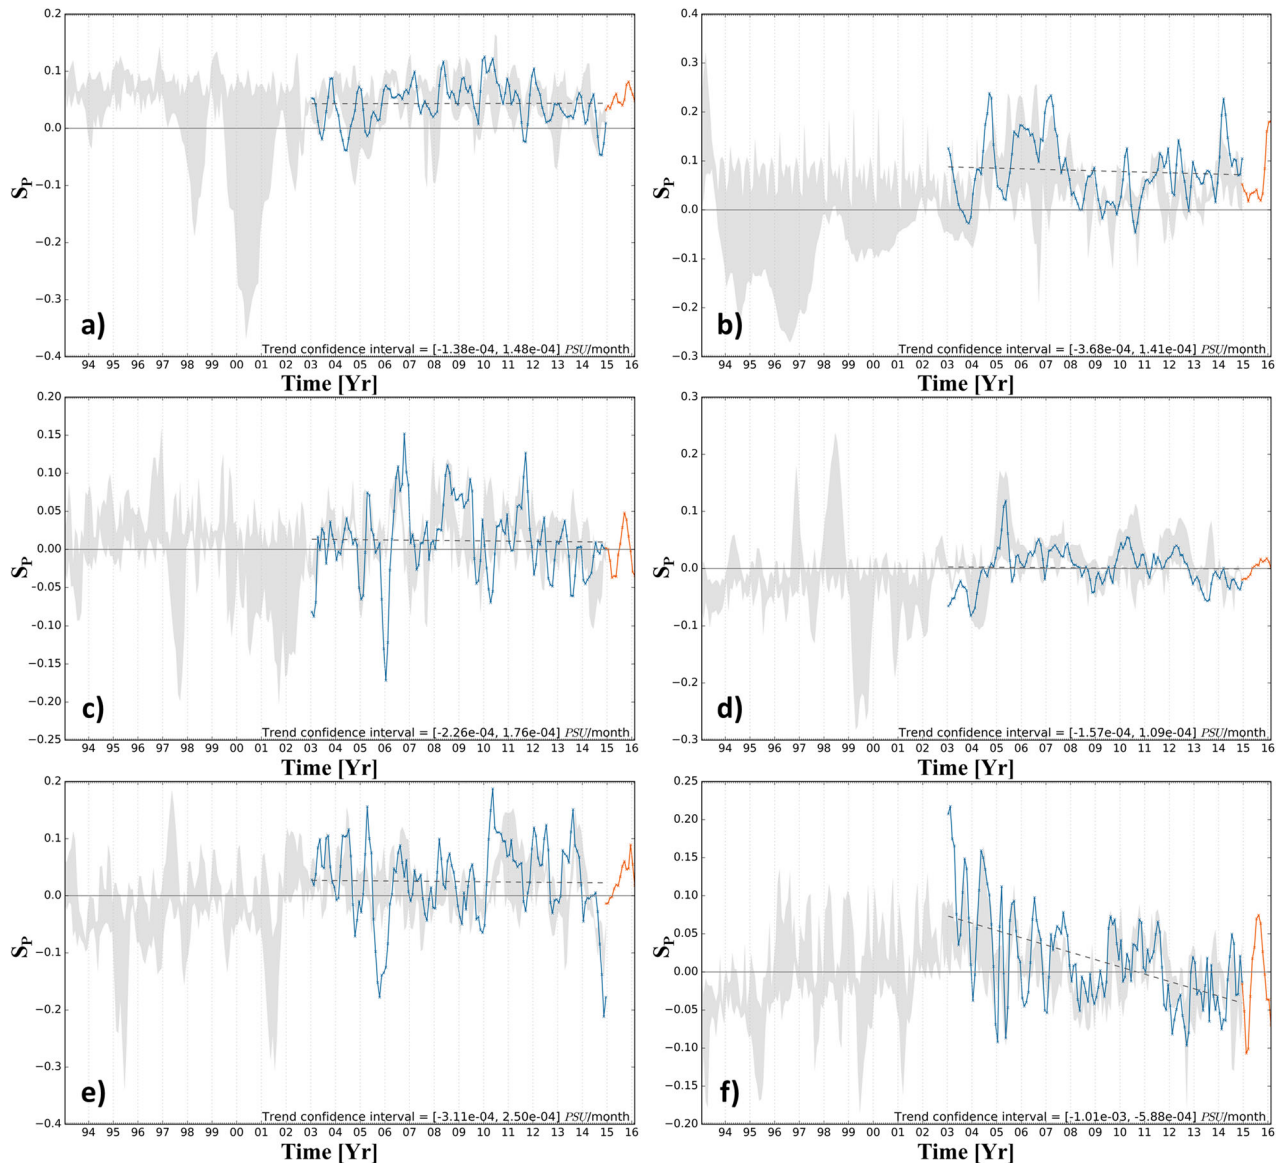 0.2
0.1
0.0
−0.1
−0.2
−0.3
−0.4
S_P
a)
Trend confidence interval = [-1.38e-04, 1.48e-04] PSU/month
94 95 96 97 98 99 00 01 02 03 04 05 06 07 08 09 10 11 12 13 14 15 16
Time [Yr]
0.4
0.3
0.2
0.1
0.0
−0.1
−0.2
−0.3
S_P
b)
Trend confidence interval = [-3.68e-04, 1.41e-04] PSU/month
94 95 96 97 98 99 00 01 02 03 04 05 06 07 08 09 10 11 12 13 14 15 16
Time [Yr]
0.20
0.15
0.10
0.05
0.00
−0.05
−0.10
−0.15
−0.20
−0.25
S_P
c)
Trend confidence interval = [-2.26e-04, 1.76e-04] PSU/month
94 95 96 97 98 99 00 01 02 03 04 05 06 07 08 09 10 11 12 13 14 15 16
Time [Yr]
0.3
0.2
0.1
0.0
−0.1
−0.2
−0.3
S_P
d)
Trend confidence interval = [-1.57e-04, 1.09e-04] PSU/month
94 95 96 97 98 99 00 01 02 03 04 05 06 07 08 09 10 11 12 13 14 15 16
Time [Yr]
0.2
0.1
0.0
−0.1
−0.2
−0.3
−0.4
S_P
e)
Trend confidence interval = [-3.11e-04, 2.50e-04] PSU/month
94 95 96 97 98 99 00 01 02 03 04 05 06 07 08 09 10 11 12 13 14 15 16
Time [Yr]
0.25
0.20
0.15
0.10
0.05
0.00
−0.05
−0.10
−0.15
−0.20
S_P
f)
Trend confidence interval = [-1.01e-03, -5.88e-04] PSU/month
94 95 96 97 98 99 00 01 02 03 04 05 06 07 08 09 10 11 12 13 14 15 16
Time [Yr]